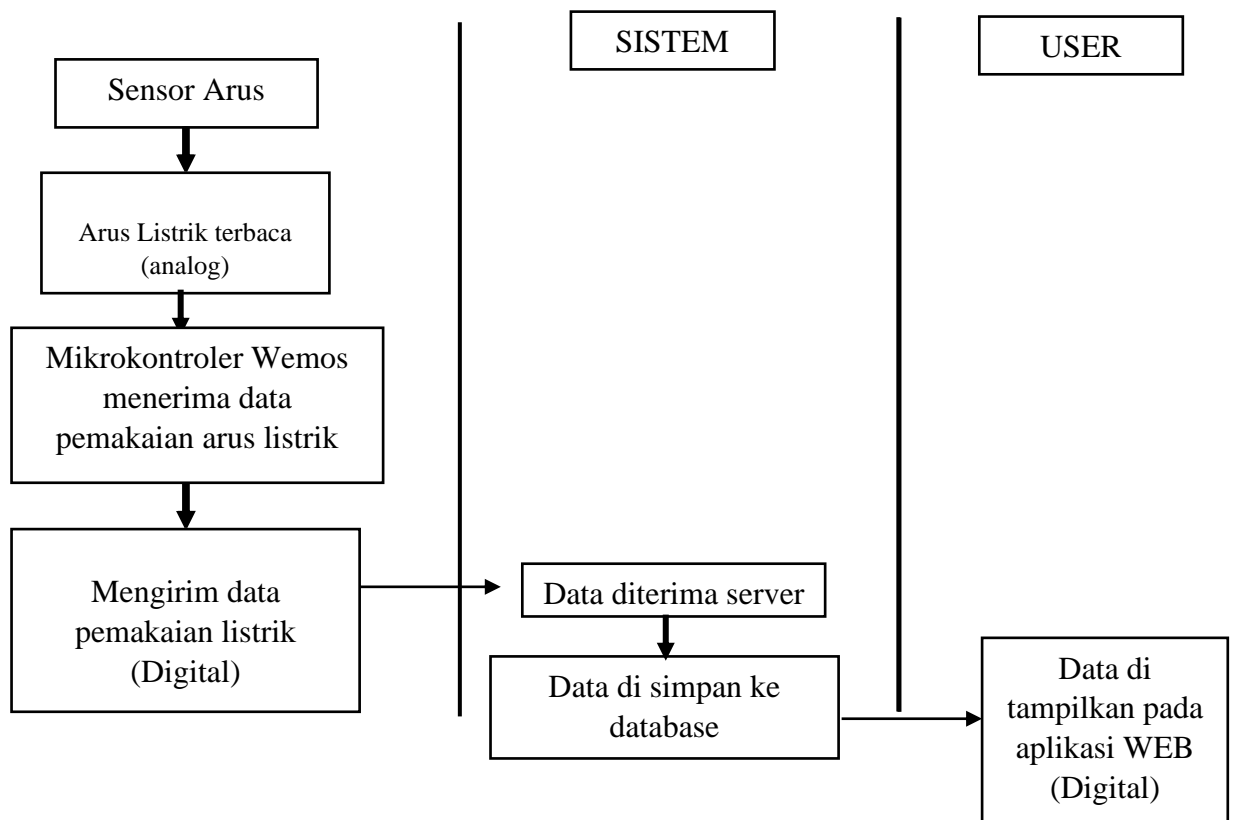 SISTEM
USER
Sensor Arus
Arus Listrik terbaca
(analog)
Mikrokontroler Wemos
menerima data
pemakaian arus listrik
Mengirim data
pemakaian listrik
(Digital)
Data diterima server
Data di simpan ke
database
Data di
tampilkan pada
aplikasi WEB
(Digital)